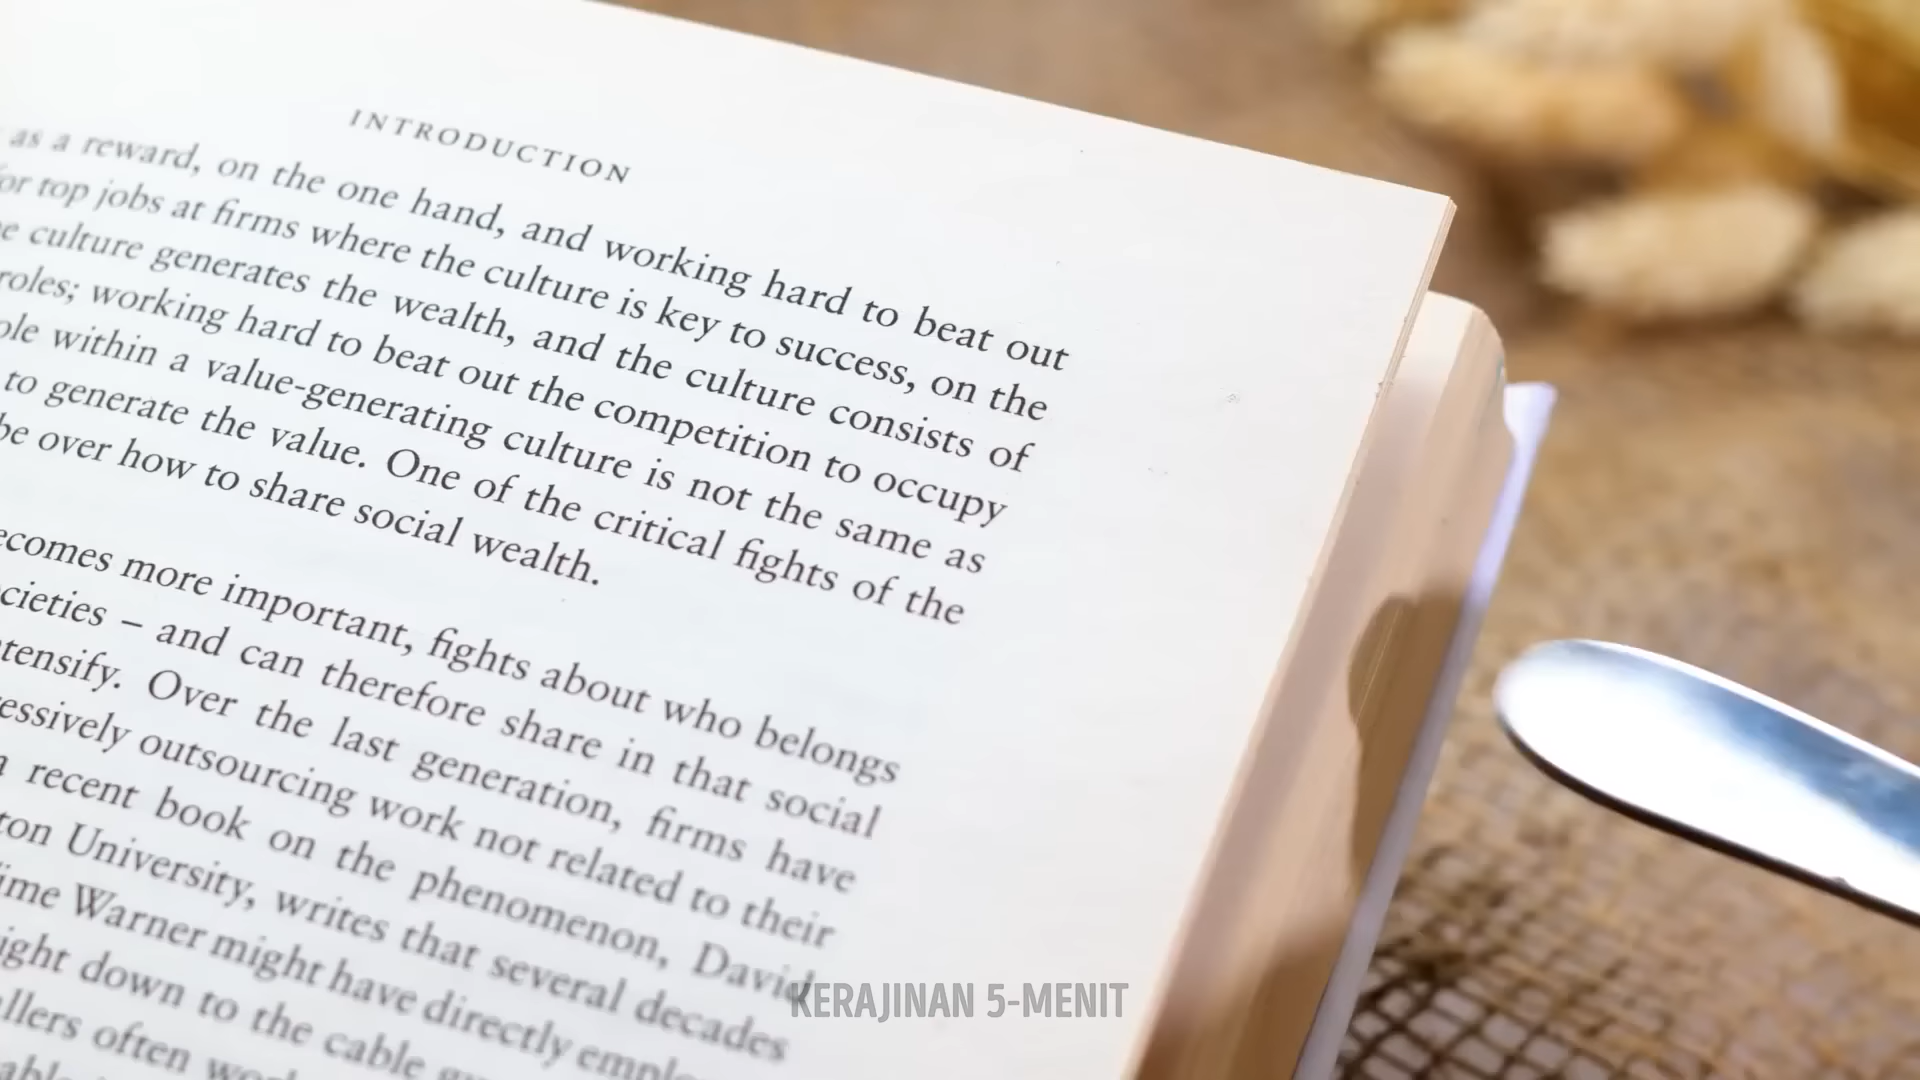 INTRODUCTION
as a reward, on the one hand, and working hard to beat out
for top jobs at firms where the culture is key to success, on the
culture generates the wealth, and the culture consists of
roles; working hard to beat out the competition to occupy
within a value-generating culture is not the same as
to generate the value. One of the critical fights of the
be over how to share social wealth.
ecomes more important, fights about who belongs
cieties – and can therefore share in that social
ntensify. Over the last generation, firms have
essively outsourcing work not related to their
recent book on the phenomenon, David
ton University, writes that several decades
ime Warner might have directly emplo
ight down to the cable
llers often work
KERAJINAN 5-MENIT